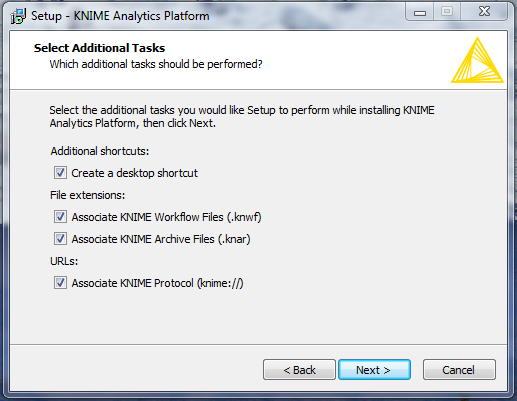 Setup - KNIME Analytics Platform
Select Additional Tasks
Which additional tasks should be performed?
Select the additional tasks you would like Setup to perform while installing KNIME
Analytics Platform, then click Next.
Additional shortcuts:
Create a desktop shortcut
File extensions:
Associate KNIME Workflow Files (.knwf)
Associate KNIME Archive Files (.knar)
URLs:
Associate KNIME Protocol (knime://)
< Back
Next >
Cancel